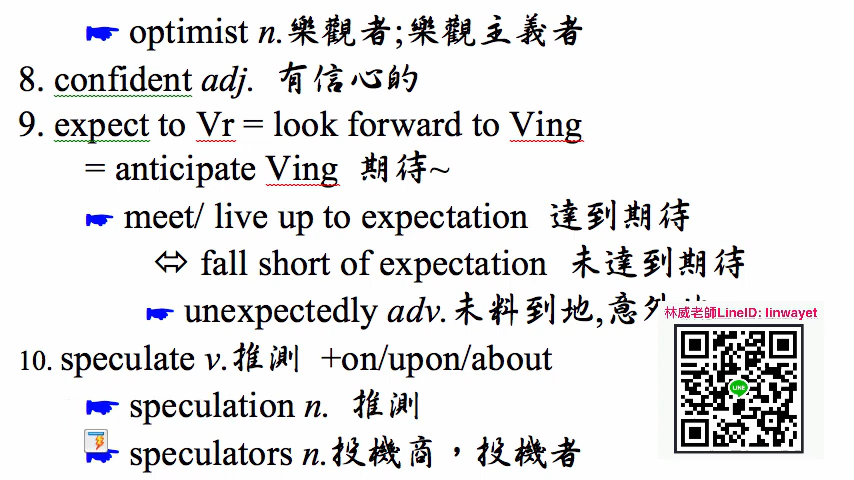 optimist n.樂觀者;樂觀主義者
8. confident adj. 有信心的
9. expect to Vr = look forward to Ving
= anticipate Ving 期待~
meet/ live up to expectation 達到期待
⇔ fall short of expectation 未達到期待
unexpectedly adv.未料到地,意外
林威老師LineID: linwayet
10. speculate v.推測 +on/upon/about
LINE
speculation n. 推測
speculators n.投機商，投機者